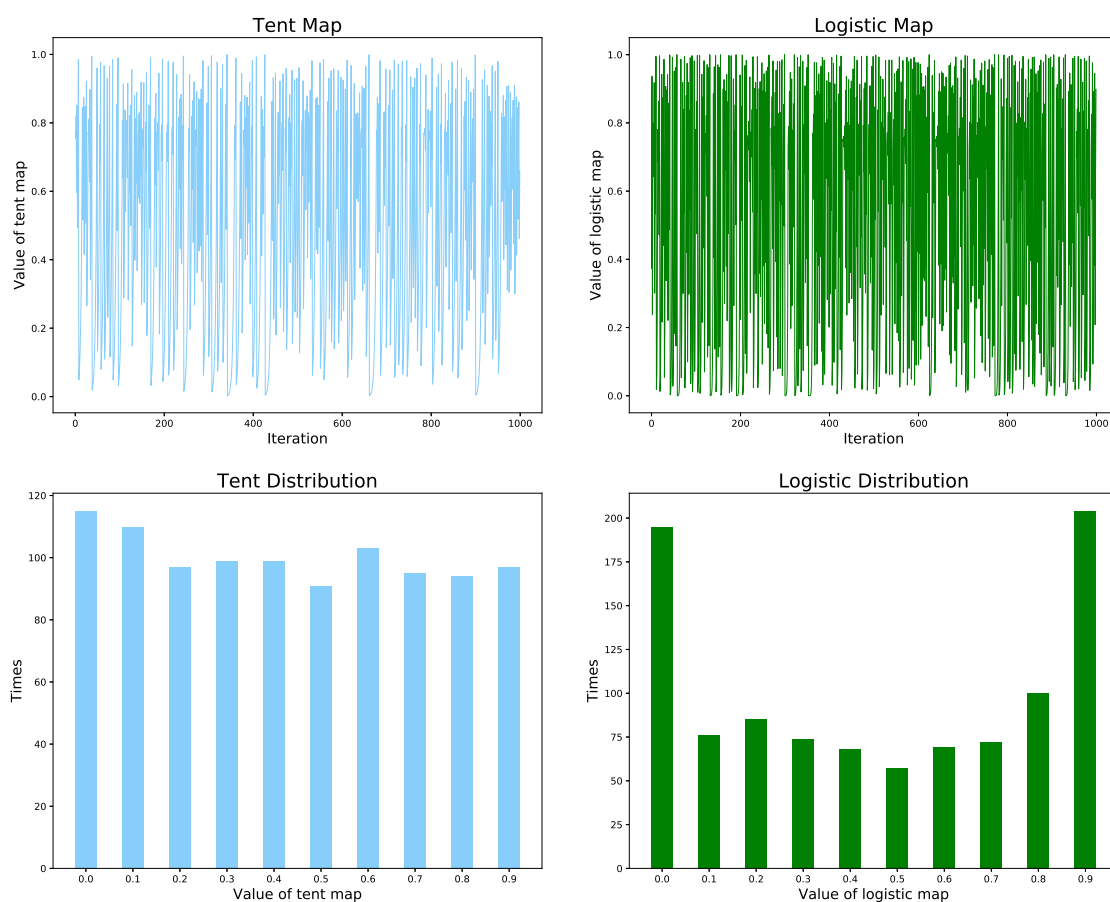 Tent Map
Value of tent map
1.0
0.8
0.6
0.4
0.2
0.0
0 200 400 600 800 1000
Iteration
Logistic Map
Value of logistic map
1.0
0.8
0.6
0.4
0.2
0.0
0 200 400 600 800 1000
Iteration
Tent Distribution
Times
120
100
80
60
40
20
0
0.0 0.1 0.2 0.3 0.4 0.5 0.6 0.7 0.8 0.9
Value of tent map
Logistic Distribution
Times
200
175
150
125
100
75
50
25
0
0.0 0.1 0.2 0.3 0.4 0.5 0.6 0.7 0.8 0.9
Value of logistic map